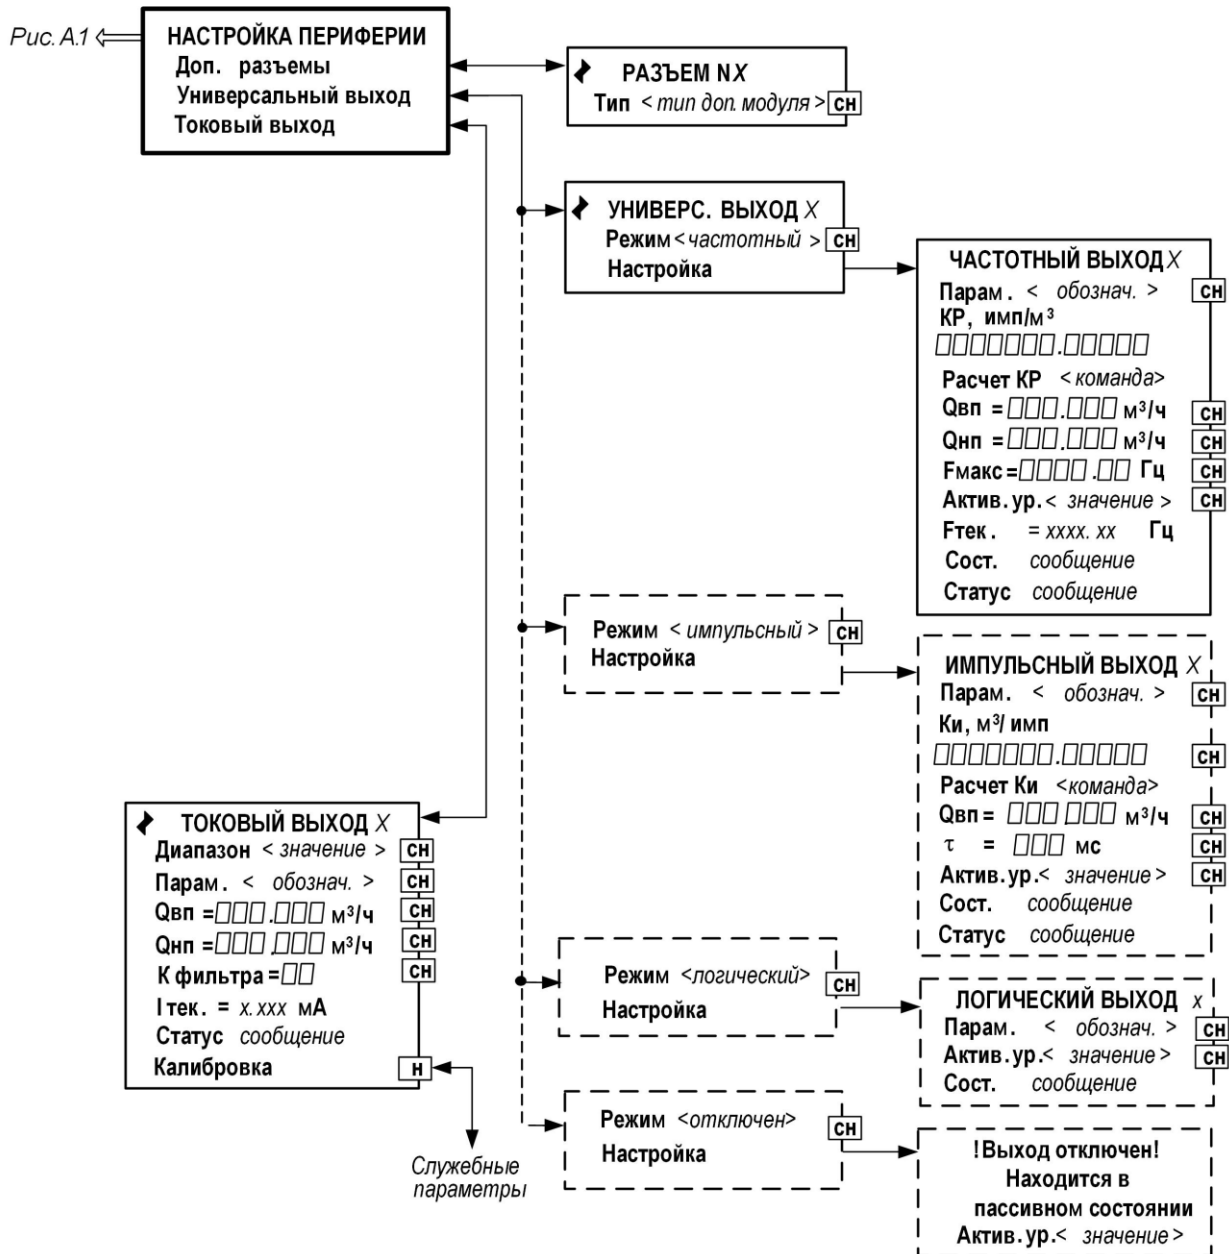 Рис. А.1
НАСТРОЙКА ПЕРИФЕРИИ
Доп. разъемы
Универсальный выход
Токовый выход
РАЗЪЕМ NX
Тип < тип доп. модуля > СН
УНИВЕРС. ВЫХОД X
Режим <частотный > СН
Настройка
ЧАСТОТНЫЙ ВЫХОД X
Парам. < обознач. > СН
КР, имп/м³
□□□□□□□.□□□□□
Расчет КР <команда>
Qвп =□□□.□□□ м³/ч СН
Qнп =□□□.□□□ м³/ч СН
Fмакс=□□□□.□□ Гц СН
Актив.ур.< значение > СН
Fтек. = xxxx. xx Гц
Сост. сообщение
Статус сообщение
Режим < импульсный > СН
Настройка
ИМПУЛЬСНЫЙ ВЫХОД X
Парам. < обознач. > СН
Ки, м³/ имп
□□□□□□□.□□□□□ СН
Расчет Ки <команда>
Qвп= □□□ □□□ м³/ч СН
τ = □□□ мс СН
Актив.ур.< значение> СН
Сост. сообщение
Статус сообщение
ТОКОВЫЙ ВЫХОД X
Диапазон < значение > СН
Парам. < обознач. > СН
Qвп =□□□.□□□ м³/ч СН
Qнп =□□□.□□□ м³/ч СН
К фильтра=□□ СН
I тек. = x.xxx мА
Статус сообщение
Калибровка Н
Служебные
параметры
Режим <логический> СН
Настройка
ЛОГИЧЕСКИЙ ВЫХОД x
Парам. < обознач. > СН
Актив.ур.< значение> СН
Сост. сообщение
Режим <отключен> СН
Настройка
!Выход отключен!
Находится в
пассивном состоянии
Актив.ур.< значение>